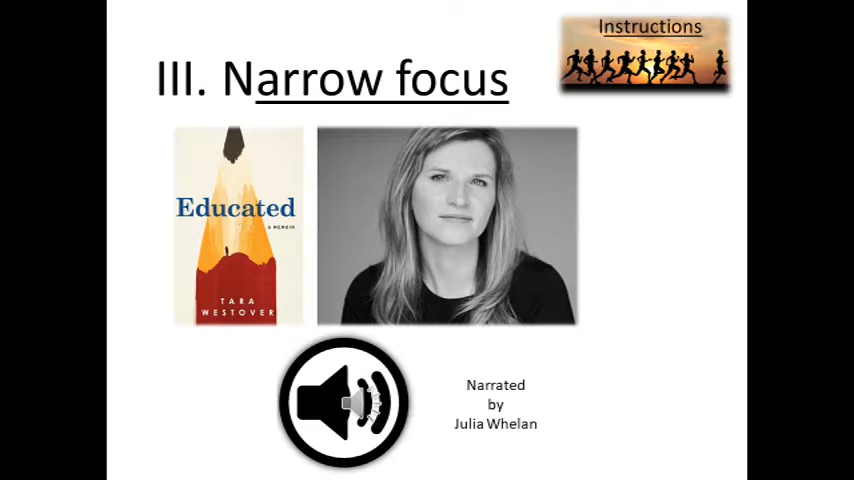 Instructions
III. Narrow focus
Educated
A MEMOIR
TARA
WESTOVER
Narrated
by
Julia Whelan